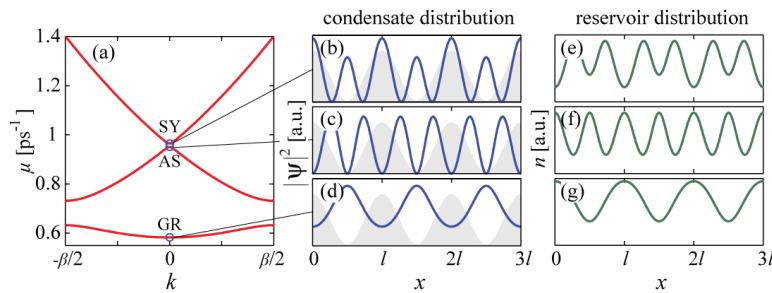 condensate distribution
reservoir distribution
1.4
1.2
1
0.8
0.6
μ [ps⁻¹]
(a)
SY
AS
GR
-β/2
0
β/2
k
|Ψ|² [a.u.]
(b)
(c)
(d)
0
l
2l
3l
x
n [a.u.]
(e)
(f)
(g)
0
l
2l
3l
x